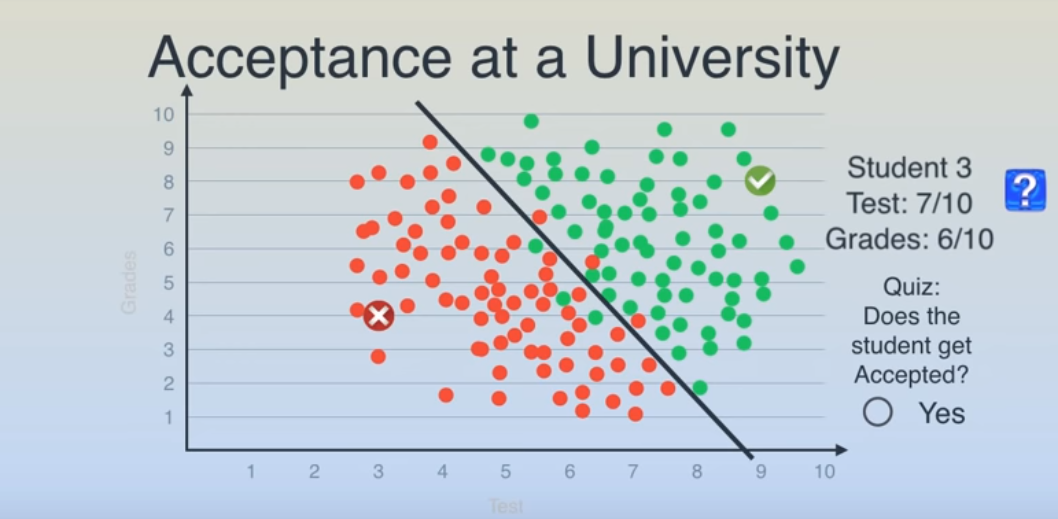 Acceptance at a University
10
9
8
7
6
5
4
3
2
1
Grades
1 2 3 4 5 6 7 8 9 10
Test
Student 3
Test: 7/10
Grades: 6/10
?
Quiz:
Does the
student get
Accepted?
Yes